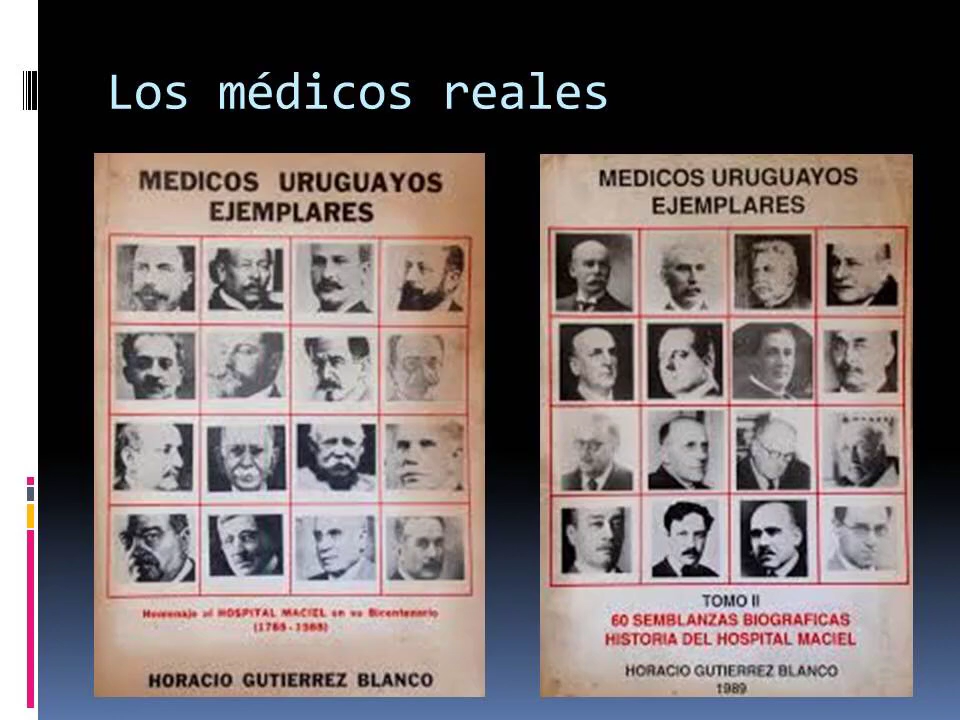 Los médicos reales
MEDICOS URUGUAYOS
EJEMPLARES
Homenaje al HOSPITAL MACIEL en su Bicentenario
(1788-1988)
HORACIO GUTIERREZ BLANCO
MEDICOS URUGUAYOS
EJEMPLARES
TOMO II
60 SEMBLANZAS BIOGRAFICAS
HISTORIA DEL HOSPITAL MACIEL
HORACIO GUTIERREZ BLANCO
1989